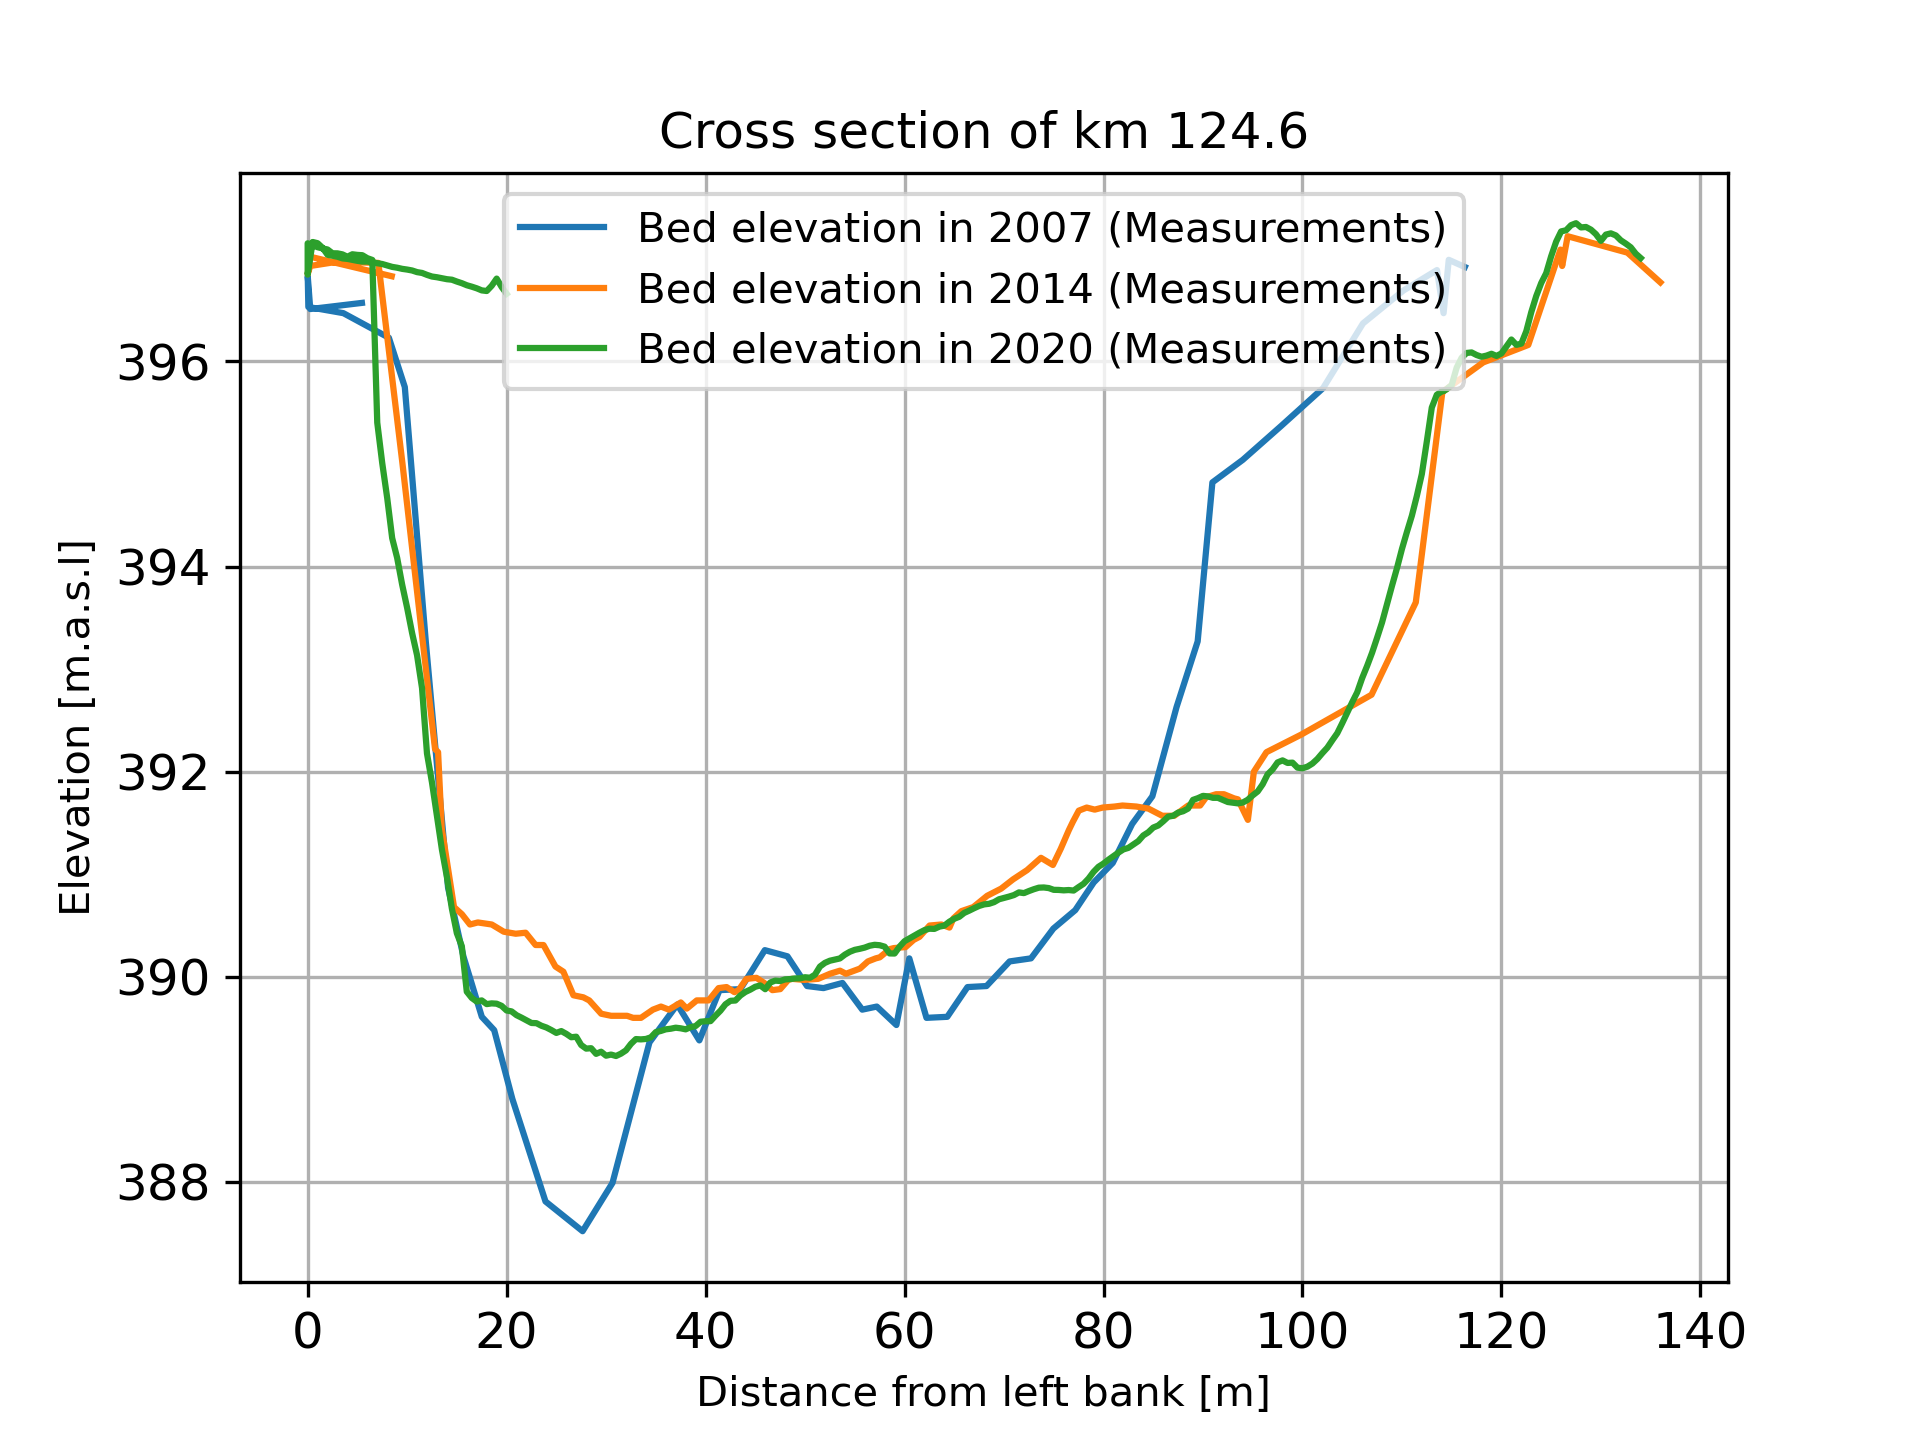 Cross section of km 124.6
Bed elevation in 2007 (Measurements)
Bed elevation in 2014 (Measurements)
Bed elevation in 2020 (Measurements)
396
394
392
390
388
Elevation [m.a.s.l]
0 20 40 60 80 100 120 140
Distance from left bank [m]